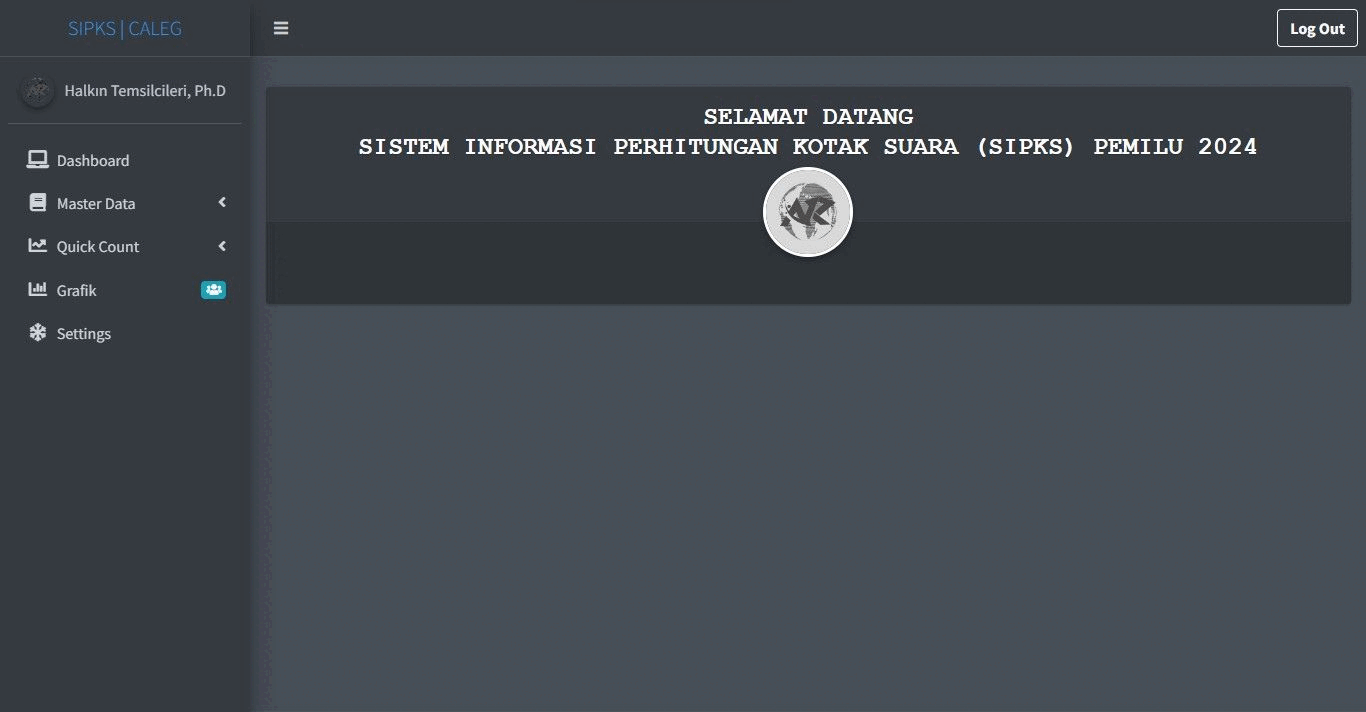 SIPKS | CALEG
Log Out
Halkın Temsilcileri, Ph.D
Dashboard
Master Data
Quick Count
Grafik
Settings
SELAMAT DATANG
SISTEM INFORMASI PERHITUNGAN KOTAK SUARA (SIPKS) PEMILU 2024